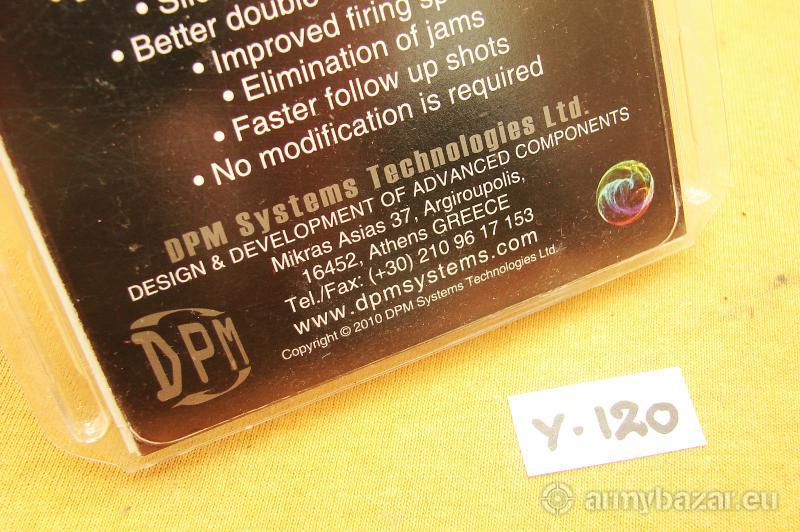 • Better double
• Improved firing sp
• Elimination of jams
• Faster follow up shots
• No modification is required
DPM Systems Technologies Ltd.
DESIGN & DEVELOPMENT OF ADVANCED COMPONENTS
Mikras Asias 37, Argiroupolis,
16452, Athens GREECE
Tel./Fax: (+30) 210 96 17 153
www.dpmsystems.com
Copyright © 2010 DPM Systems Technologies Ltd.
DPM
Y-120
armybazar.eu